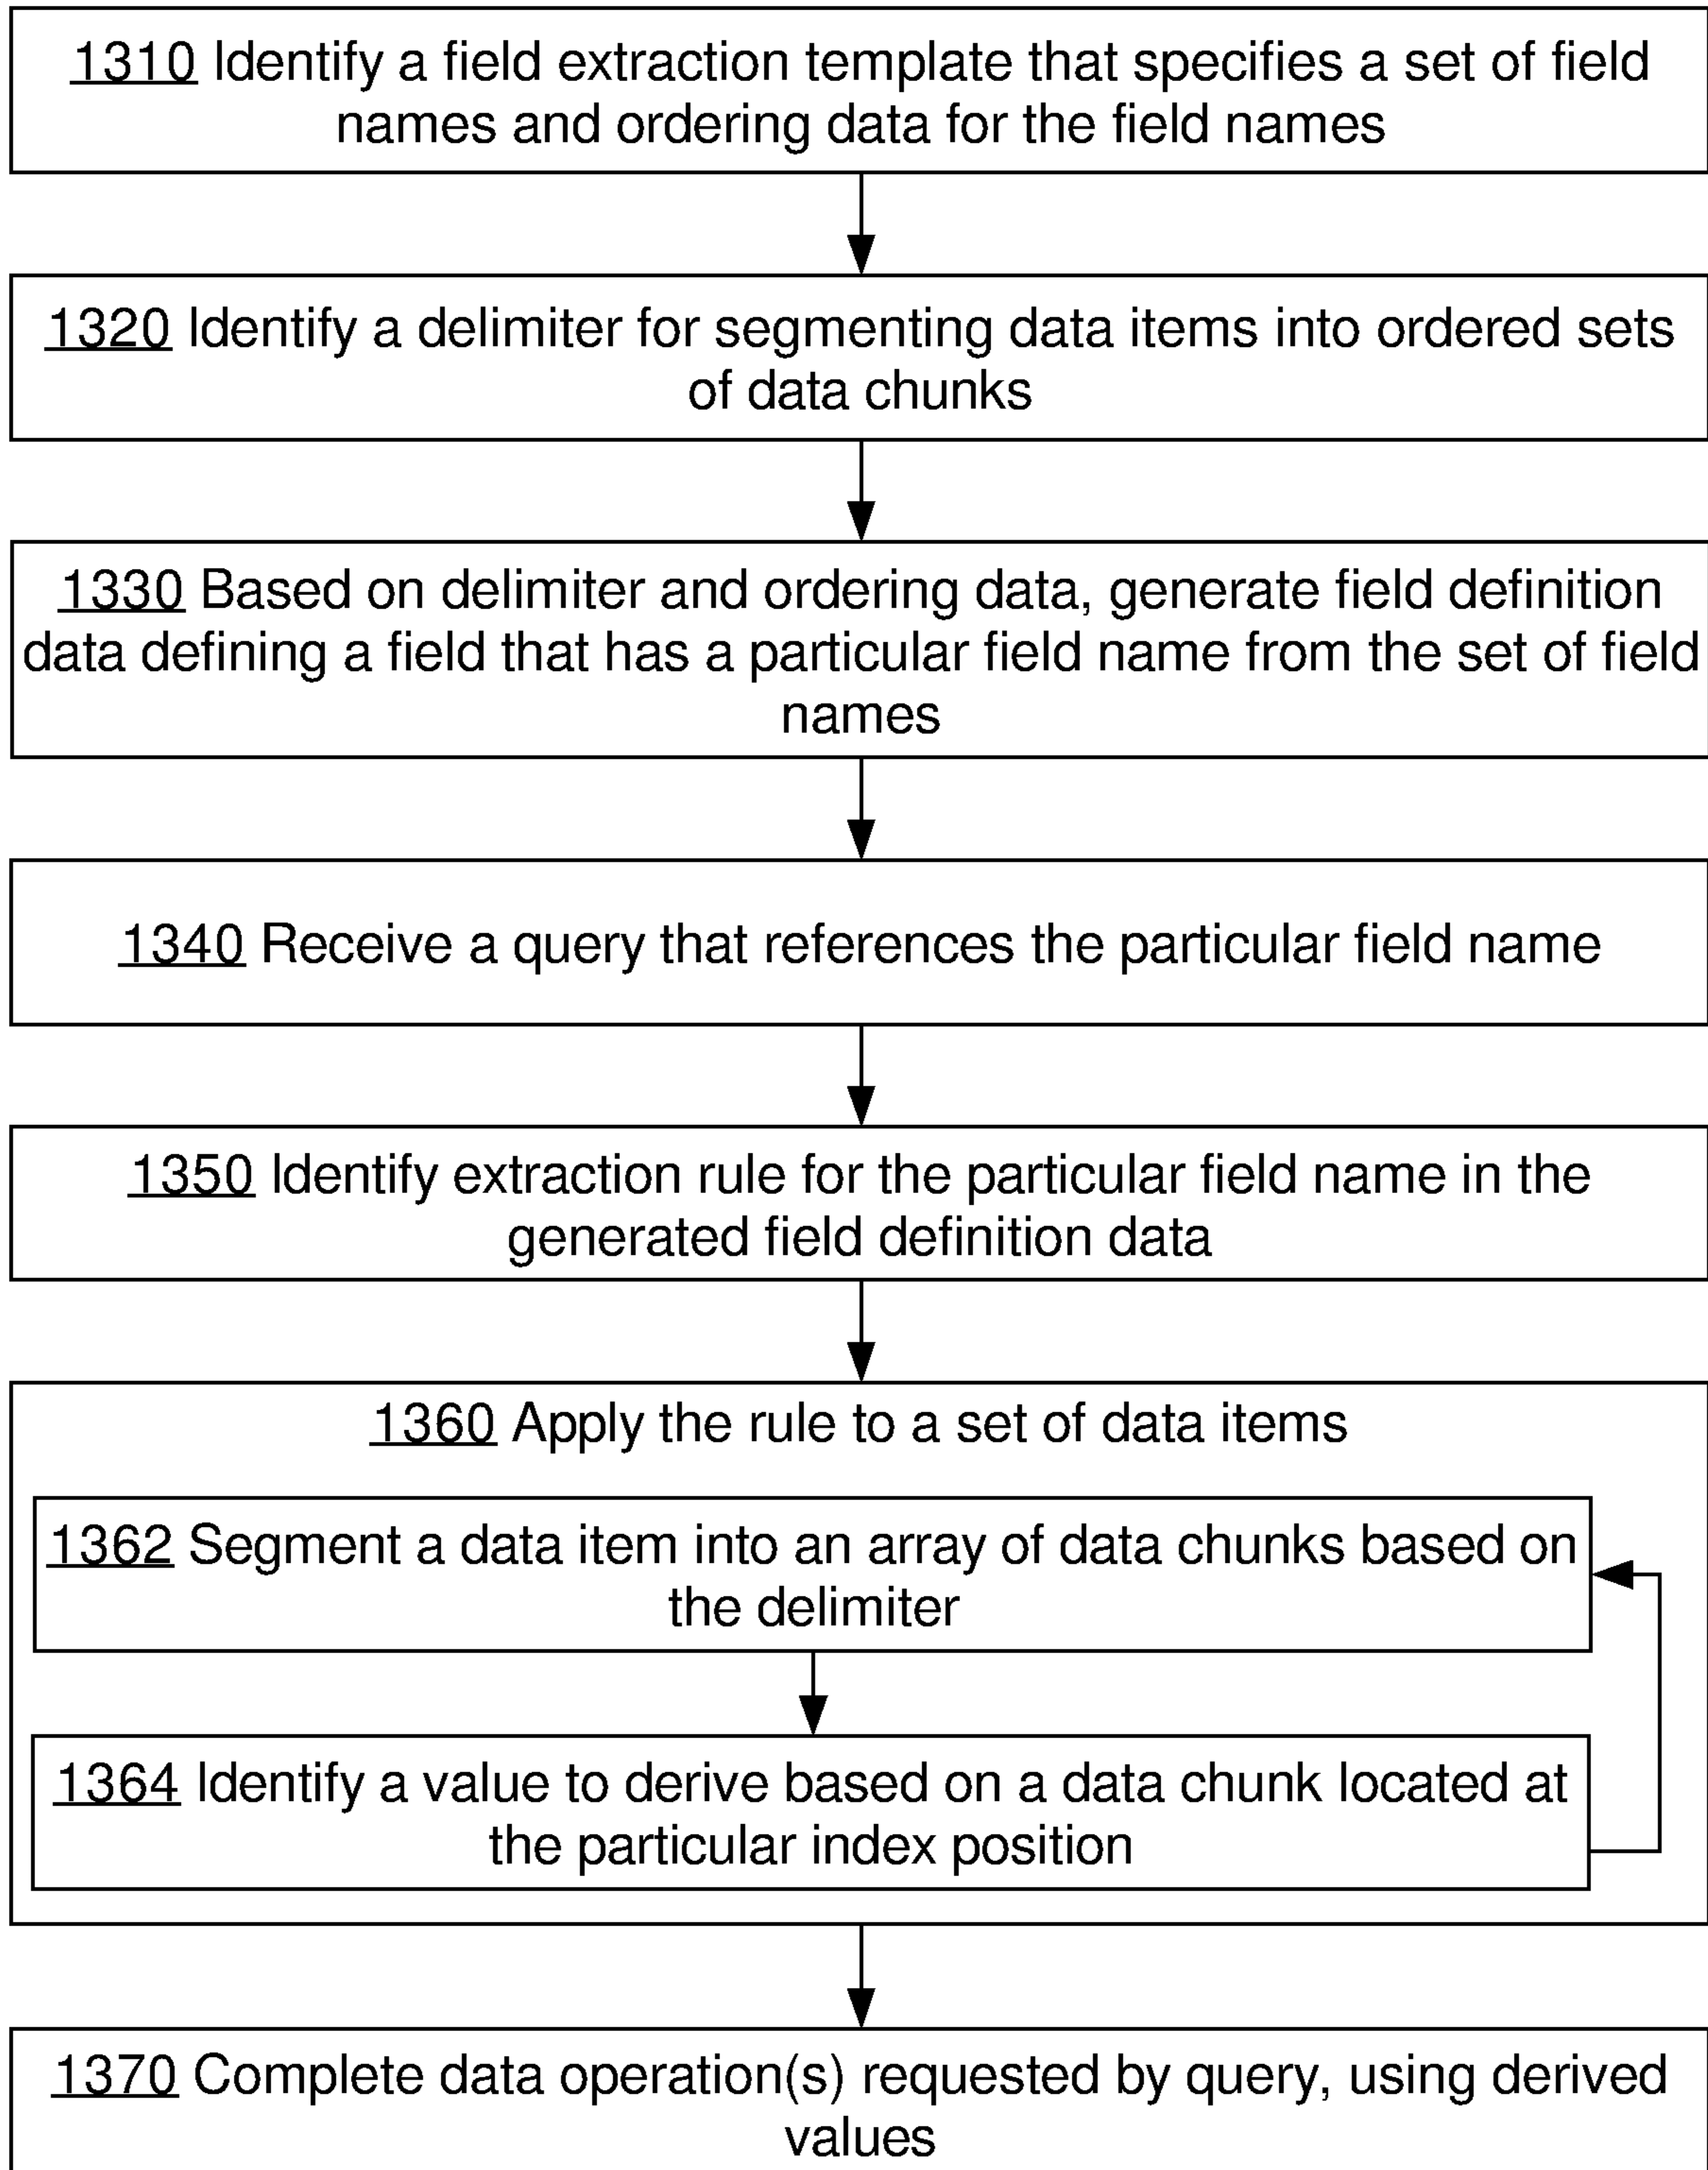 1310 Identify a field extraction template that specifies a set of field
names and ordering data for the field names
1320 Identify a delimiter for segmenting data items into ordered sets
of data chunks
1330 Based on delimiter and ordering data, generate field definition
data defining a field that has a particular field name from the set of field
names
1340 Receive a query that references the particular field name
1350 Identify extraction rule for the particular field name in the
generated field definition data
1360 Apply the rule to a set of data items
1362 Segment a data item into an array of data chunks based on
the delimiter
1364 Identify a value to derive based on a data chunk located at
the particular index position
1370 Complete data operation(s) requested by query, using derived
values